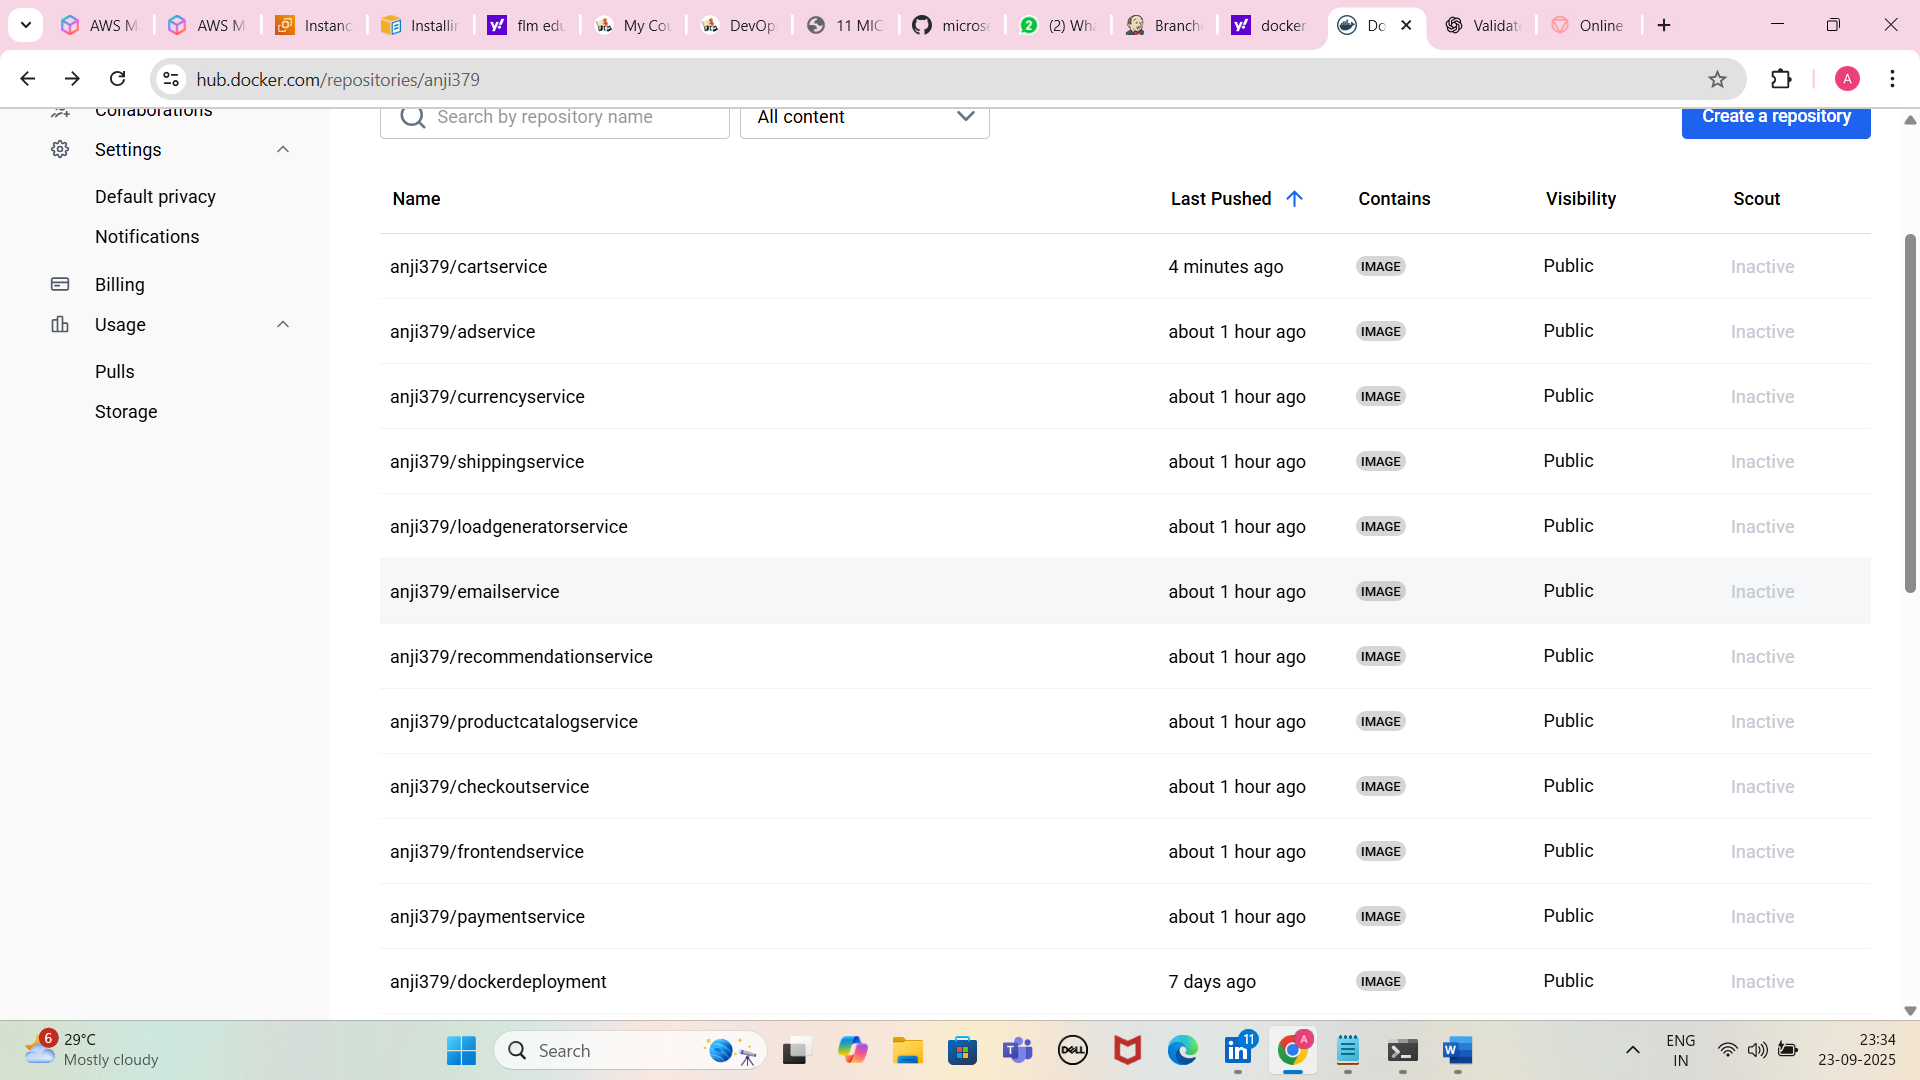 AWS M
AWS M
Instanc
Installin
flm edu
My Cou
DevOp
11 MIC
microse
(2) Wha
Branche
docker
Do
Validate
Online
hub.docker.com/repositories/anji379
A
Collaborations
Settings
Default privacy
Notifications
Billing
Usage
Pulls
Storage
Search by repository name
All content
Create a repository
Name Last Pushed Contains Visibility Scout
anji379/cartservice 4 minutes ago IMAGE Public Inactive
anji379/adservice about 1 hour ago IMAGE Public Inactive
anji379/currencyservice about 1 hour ago IMAGE Public Inactive
anji379/shippingservice about 1 hour ago IMAGE Public Inactive
anji379/loadgeneratorservice about 1 hour ago IMAGE Public Inactive
anji379/emailservice about 1 hour ago IMAGE Public Inactive
anji379/recommendationservice about 1 hour ago IMAGE Public Inactive
anji379/productcatalogservice about 1 hour ago IMAGE Public Inactive
anji379/checkoutservice about 1 hour ago IMAGE Public Inactive
anji379/frontendservice about 1 hour ago IMAGE Public Inactive
anji379/paymentservice about 1 hour ago IMAGE Public Inactive
anji379/dockerdeployment 7 days ago IMAGE Public Inactive
6
29°C
Mostly cloudy
Search
DELL
11
A
ENG
IN
23:34
23-09-2025